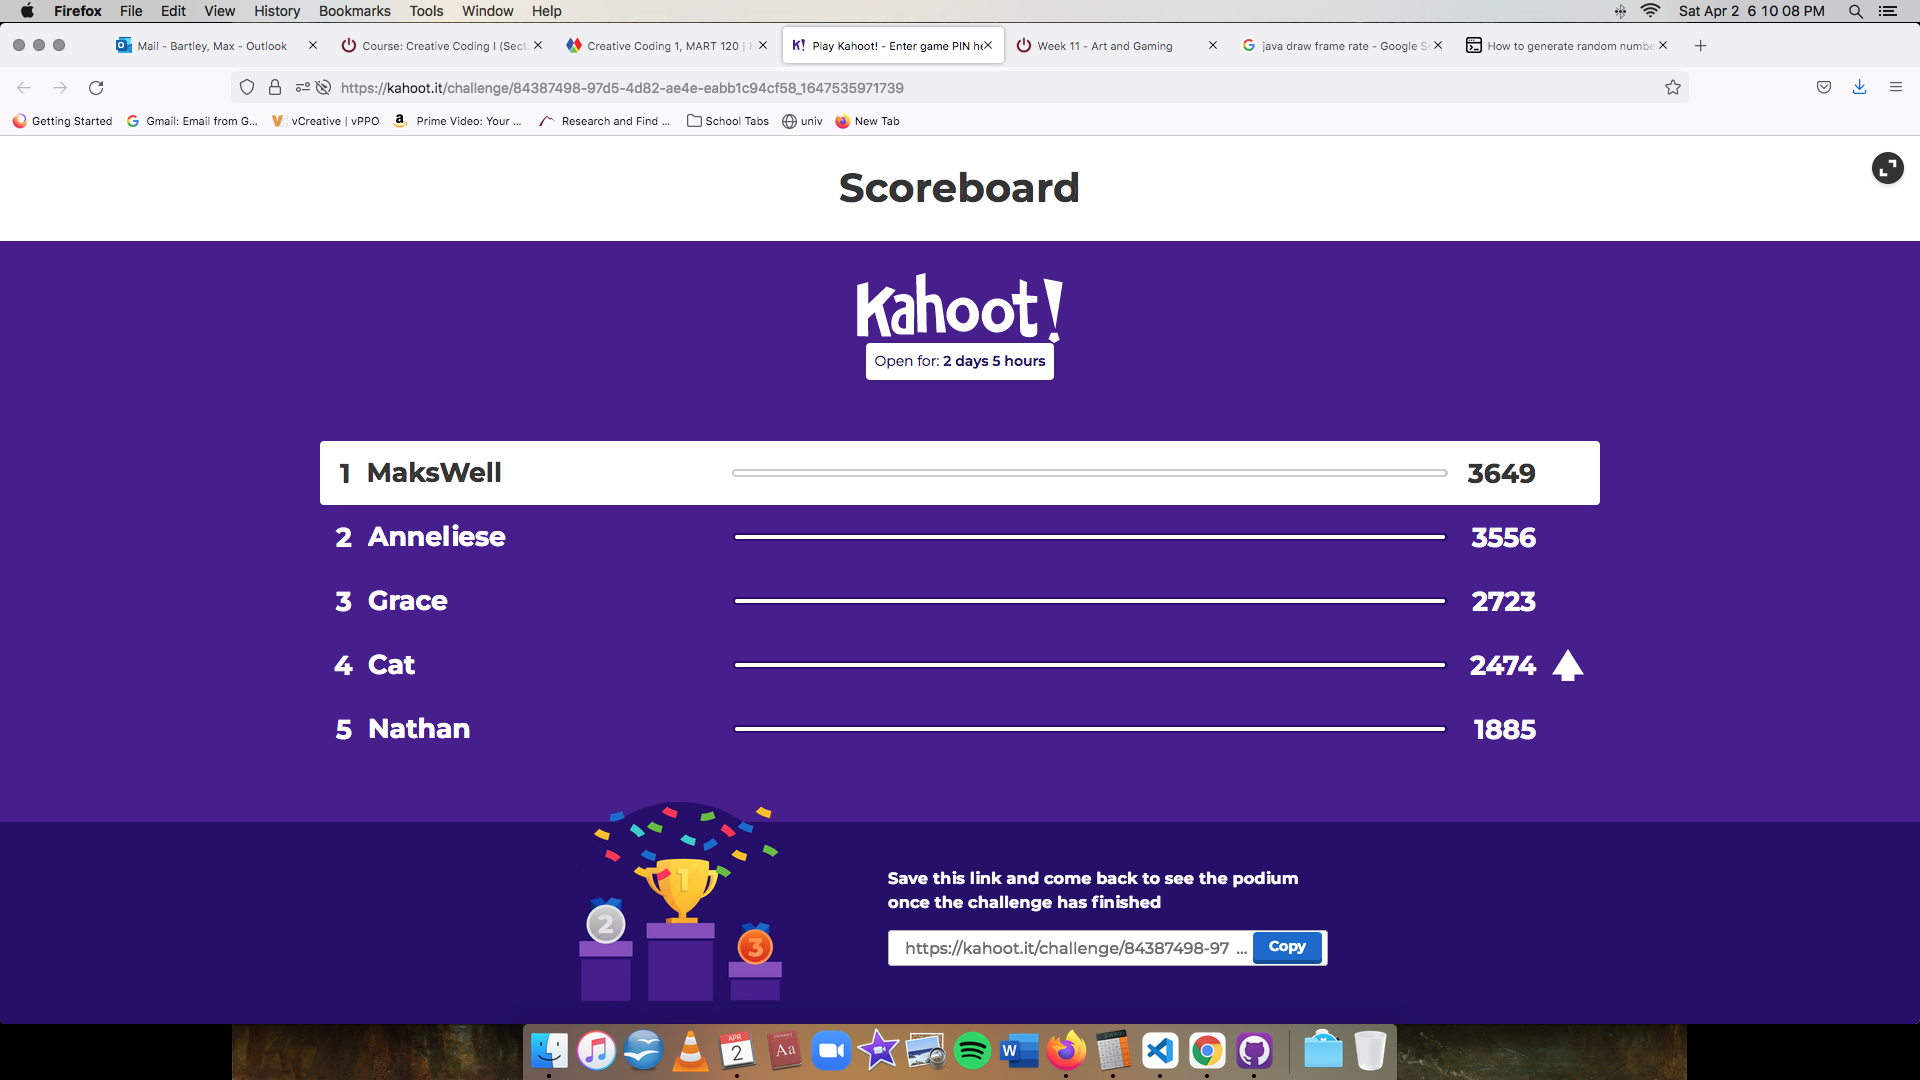 Firefox File Edit View History Bookmarks Tools Window Help Sat Apr 2 6 10 08 PM
Mail - Bartley, Max - Outlook Course: Creative Coding I (Sect Creative Coding 1, MART 120 | H Play Kahoot! - Enter game PIN he Week 11 - Art and Gaming java draw frame rate - Google S How to generate random numbe
https://kahoot.it/challenge/84387498-97d5-4d82-ae4e-eabb1c94cf58_1647535971739
Getting Started Gmail: Email from G... vCreative | vPPO Prime Video: Your ... Research and Find ... School Tabs univ New Tab
Scoreboard
Kahoot!
Open for: 2 days 5 hours
1 MaksWell 3649
2 Anneliese 3556
3 Grace 2723
4 Cat 2474
5 Nathan 1885
1
2
3
Save this link and come back to see the podium
once the challenge has finished
https://kahoot.it/challenge/84387498-97 ... Copy
APR
2
Aa
W